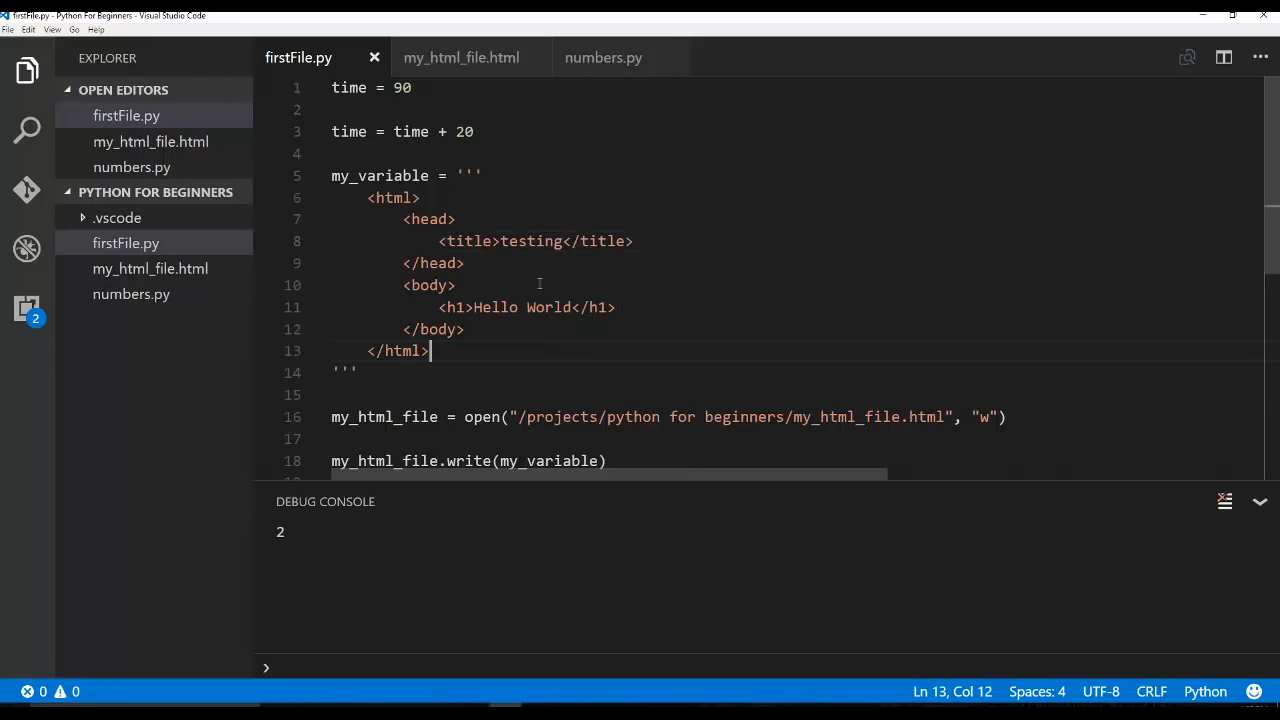 firstFile.py - Python For Beginners - Visual Studio Code
File Edit View Go Help
EXPLORER
OPEN EDITORS
firstFile.py
my_html_file.html
numbers.py
PYTHON FOR BEGINNERS
.vscode
firstFile.py
my_html_file.html
numbers.py
2
firstFile.py my_html_file.html numbers.py
1 time = 90
2
3 time = time + 20
4
5 my_variable = '''
6 <html>
7 <head>
8 <title>testing</title>
9 </head>
10 <body>
11 <h1>Hello World</h1>
12 </body>
13 </html>
14 '''
15
16 my_html_file = open("/projects/python for beginners/my_html_file.html", "w")
17
18 my_html_file.write(my_variable)
DEBUG CONSOLE
2
0 0 Ln 13, Col 12 Spaces: 4 UTF-8 CRLF Python